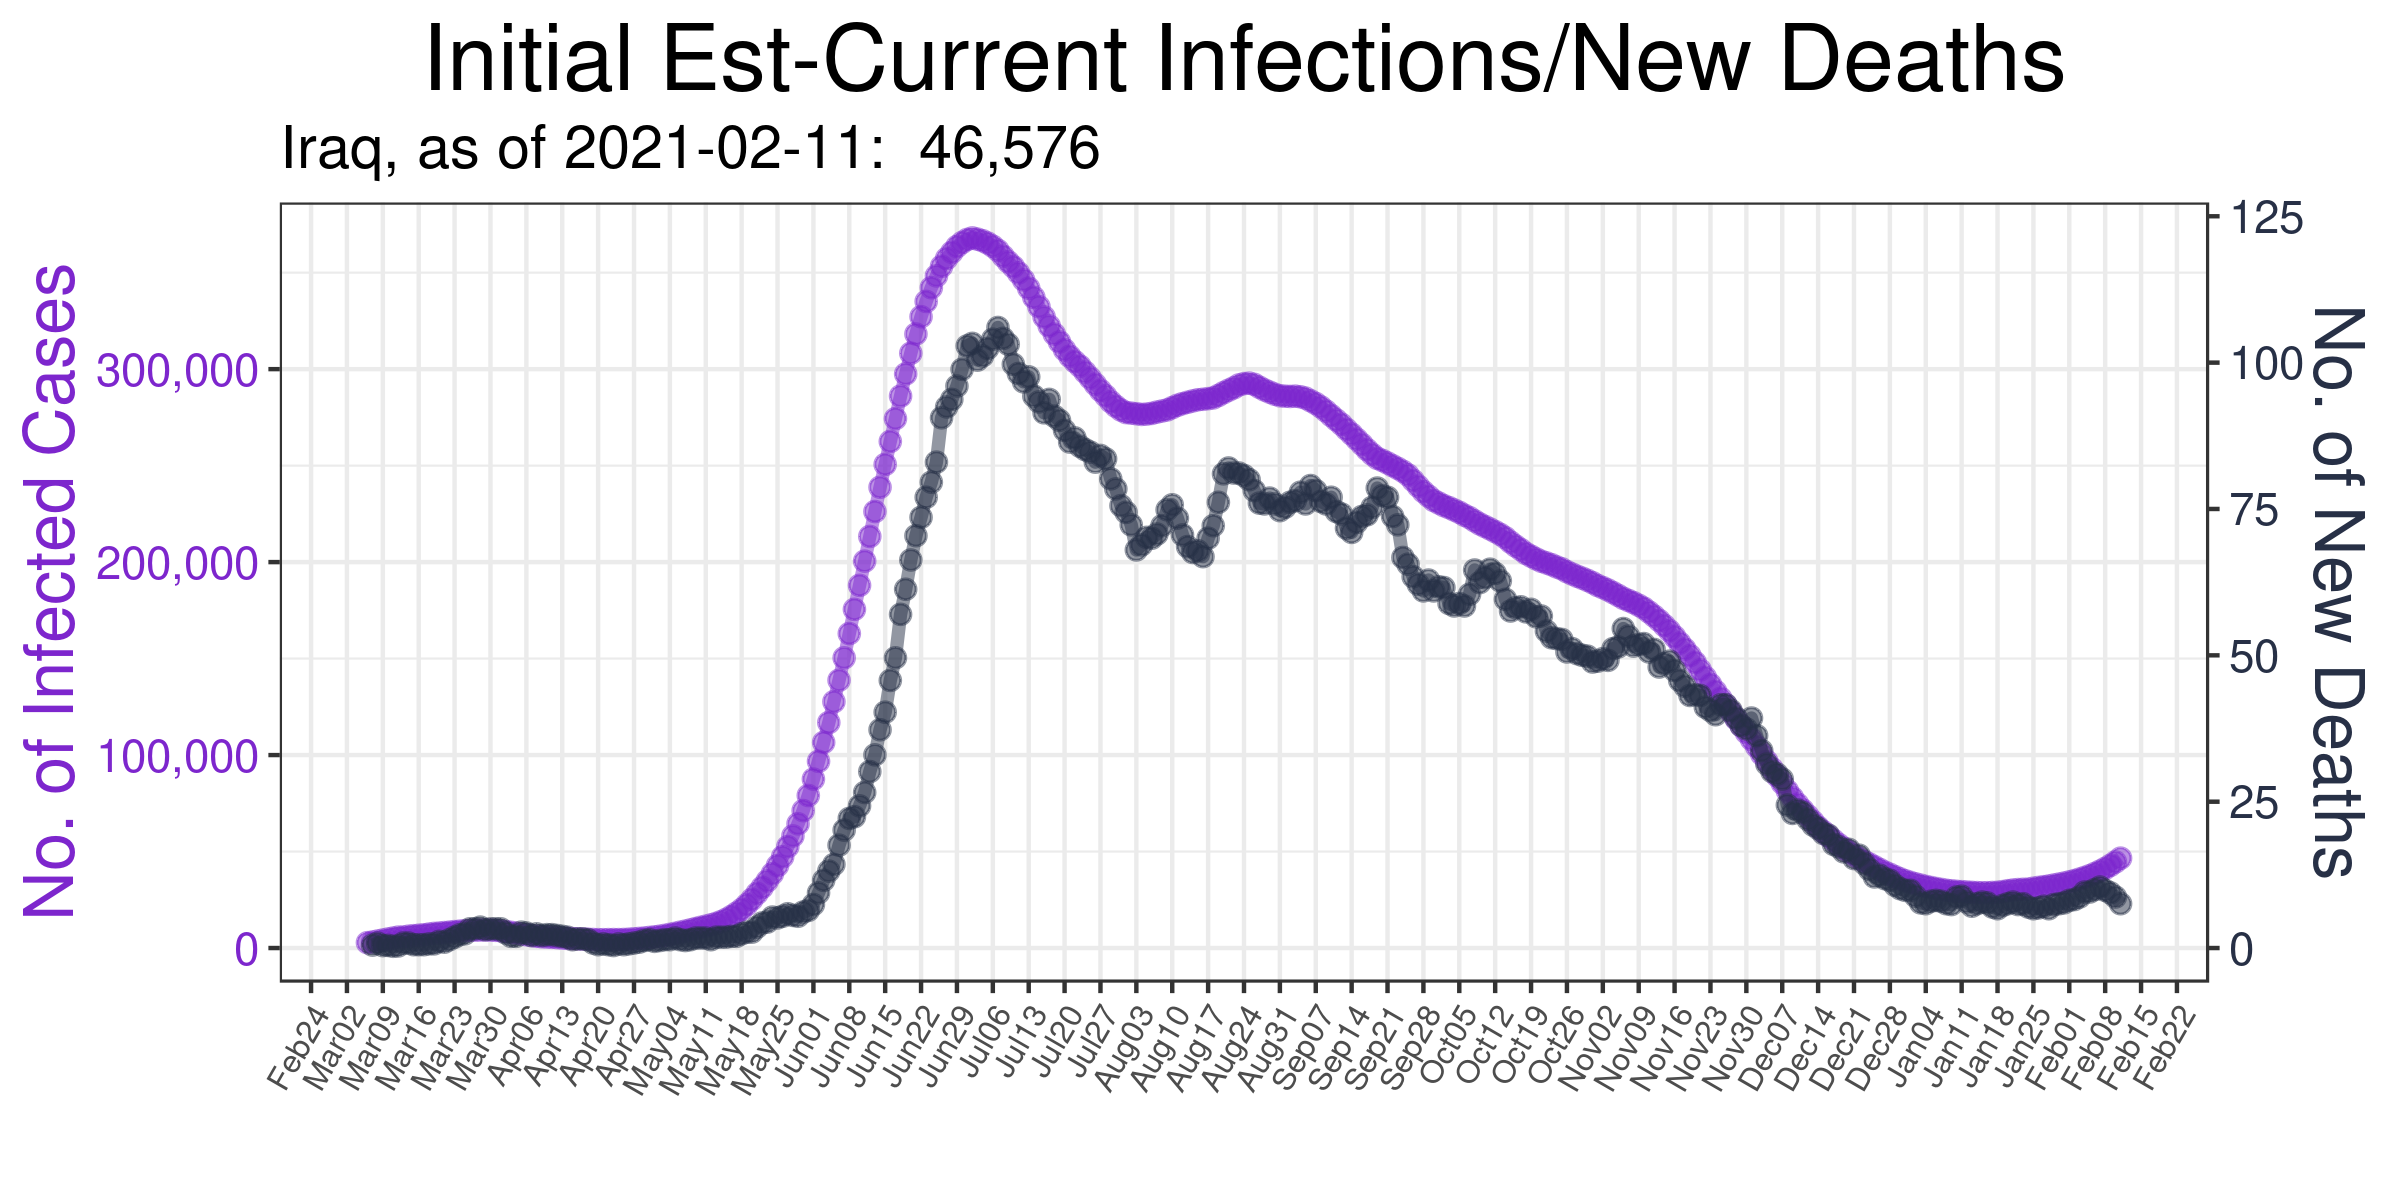 Initial Est-Current Infections/New Deaths
Iraq, as of 2021-02-11:  46,576
No. of Infected Cases
300,000
200,000
100,000
0
125
100
75
50
25
0
No. of New Deaths
Feb24
Mar02
Mar09
Mar16
Mar23
Mar30
Apr06
Apr13
Apr20
Apr27
May04
May11
May18
May25
Jun01
Jun08
Jun15
Jun22
Jun29
Jul06
Jul13
Jul20
Jul27
Aug03
Aug10
Aug17
Aug24
Aug31
Sep07
Sep14
Sep21
Sep28
Oct05
Oct12
Oct19
Oct26
Nov02
Nov09
Nov16
Nov23
Nov30
Dec07
Dec14
Dec21
Dec28
Jan04
Jan11
Jan18
Jan25
Feb01
Feb08
Feb15
Feb22